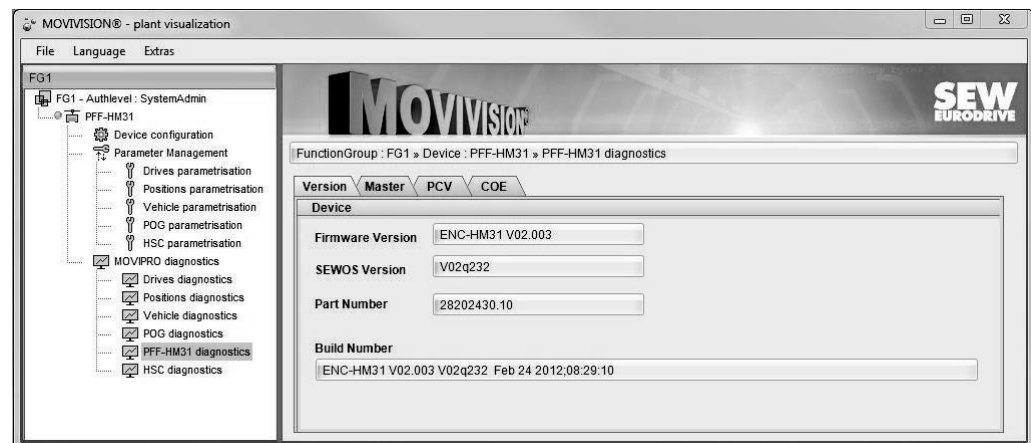 MOVIVISION® - plant visualization
File Language Extras
FG1
FG1 - Authlevel : SystemAdmin
PFF-HM31
Device configuration
Parameter Management
Drives parametrisation
Positions parametrisation
Vehicle parametrisation
POG parametrisation
HSC parametrisation
MOVIPRO diagnostics
Drives diagnostics
Positions diagnostics
Vehicle diagnostics
POG diagnostics
PFF-HM31 diagnostics
HSC diagnostics
MOVIVISION®
SEW
EURODRIVE
FunctionGroup : FG1 » Device : PFF-HM31 » PFF-HM31 diagnostics
Version Master PCV COE
Device
Firmware Version ENC-HM31 V02.003
SEWOS Version V02q232
Part Number 28202430.10
Build Number
ENC-HM31 V02.003 V02q232 Feb 24 2012;08:29:10